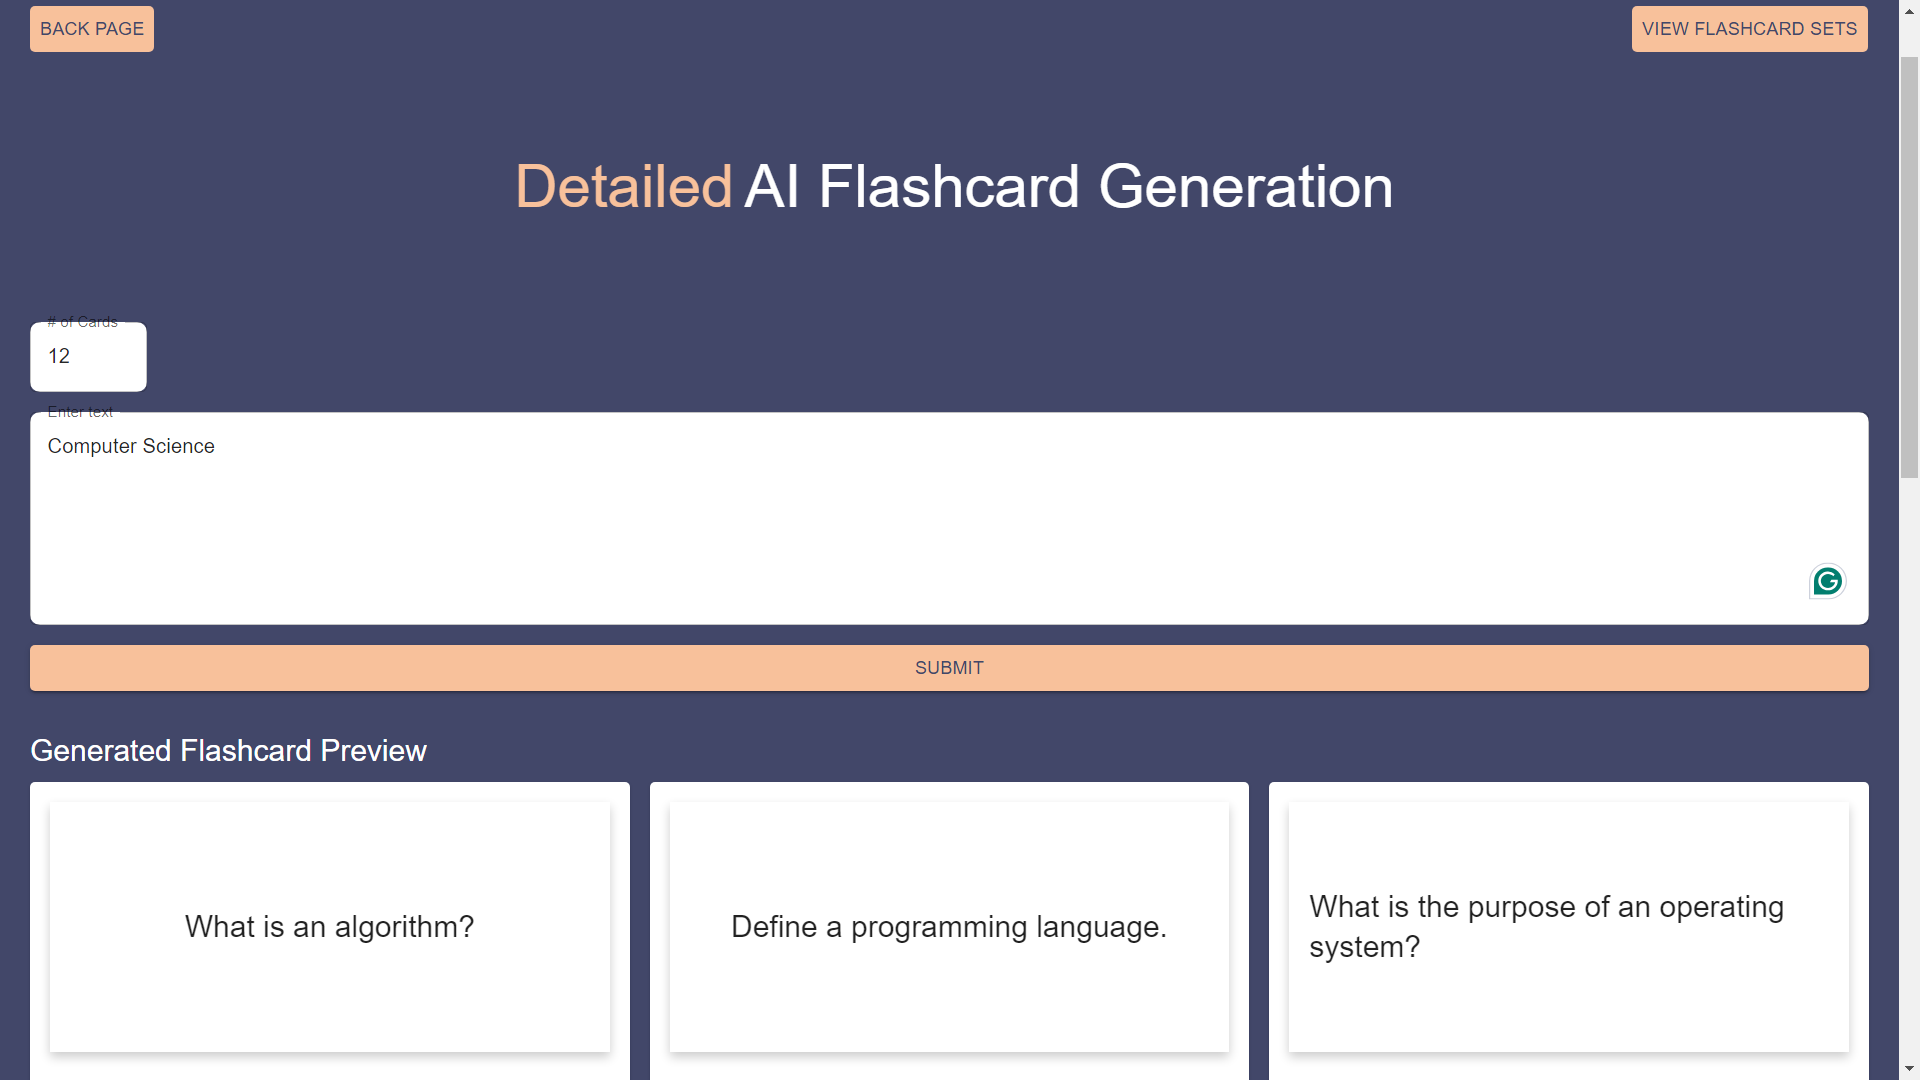 BACK PAGE
VIEW FLASHCARD SETS
Detailed AI Flashcard Generation
# of Cards
12
Enter text
Computer Science
SUBMIT
Generated Flashcard Preview
What is an algorithm?
Define a programming language.
What is the purpose of an operating
system?